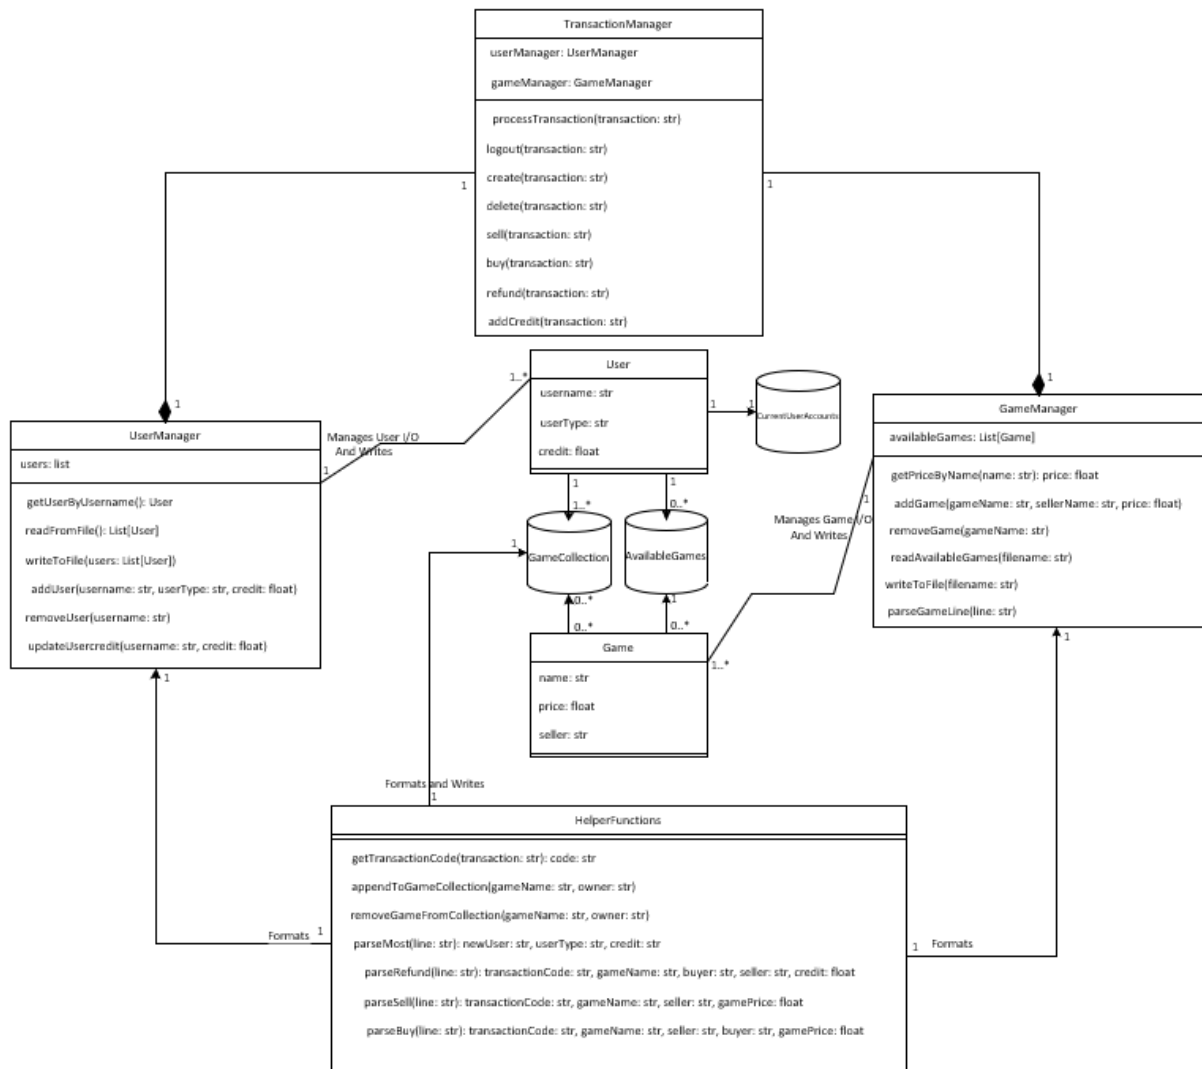 TransactionManager
userManager: UserManager
gameManager: GameManager
processTransaction(transaction: str)
logout(transaction: str)
create(transaction: str)
delete(transaction: str)
sell(transaction: str)
buy(transaction: str)
refund(transaction: str)
addCredit(transaction: str)
1
1
1
1
User
username: str
userType: str
credit: float
1..*
1
1
CurrentUserAccounts
UserManager
users: list
getUserByUsername(): User
readFromFile(): List[User]
writeToFile(users: List[User])
addUser(username: str, userType: str, credit: float)
removeUser(username: str)
updateUsercredit(username: str, credit: float)
Manages User I/O
And Writes
1
GameManager
availableGames: List[Game]
getPriceByName(name: str): price: float
addGame(gameName: str, sellerName: str, price: float)
removeGame(gameName: str)
readAvailableGames(filename: str)
writeToFile(filename: str)
parseGameLine(line: str)
1
Manages Game I/O
And Writes
1
1
1..*
0..*
1
GameCollection
AvailableGames
0..*
1
0..*
0..*
Game
name: str
price: float
seller: str
1..*
1
1
Formats and Writes
1
HelperFunctions
getTransactionCode(transaction: str): code: str
appendToGameCollection(gameName: str, owner: str)
removeGameFromCollection(gameName: str, owner: str)
parseMost(line: str): newUser: str, userType: str, credit: str
parseRefund(line: str): transactionCode: str, gameName: str, buyer: str, seller: str, credit: float
parseSell(line: str): transactionCode: str, gameName: str, seller: str, gamePrice: float
parseBuy(line: str): transactionCode: str, gameName: str, seller: str, buyer: str, gamePrice: float
Formats
1
1
Formats